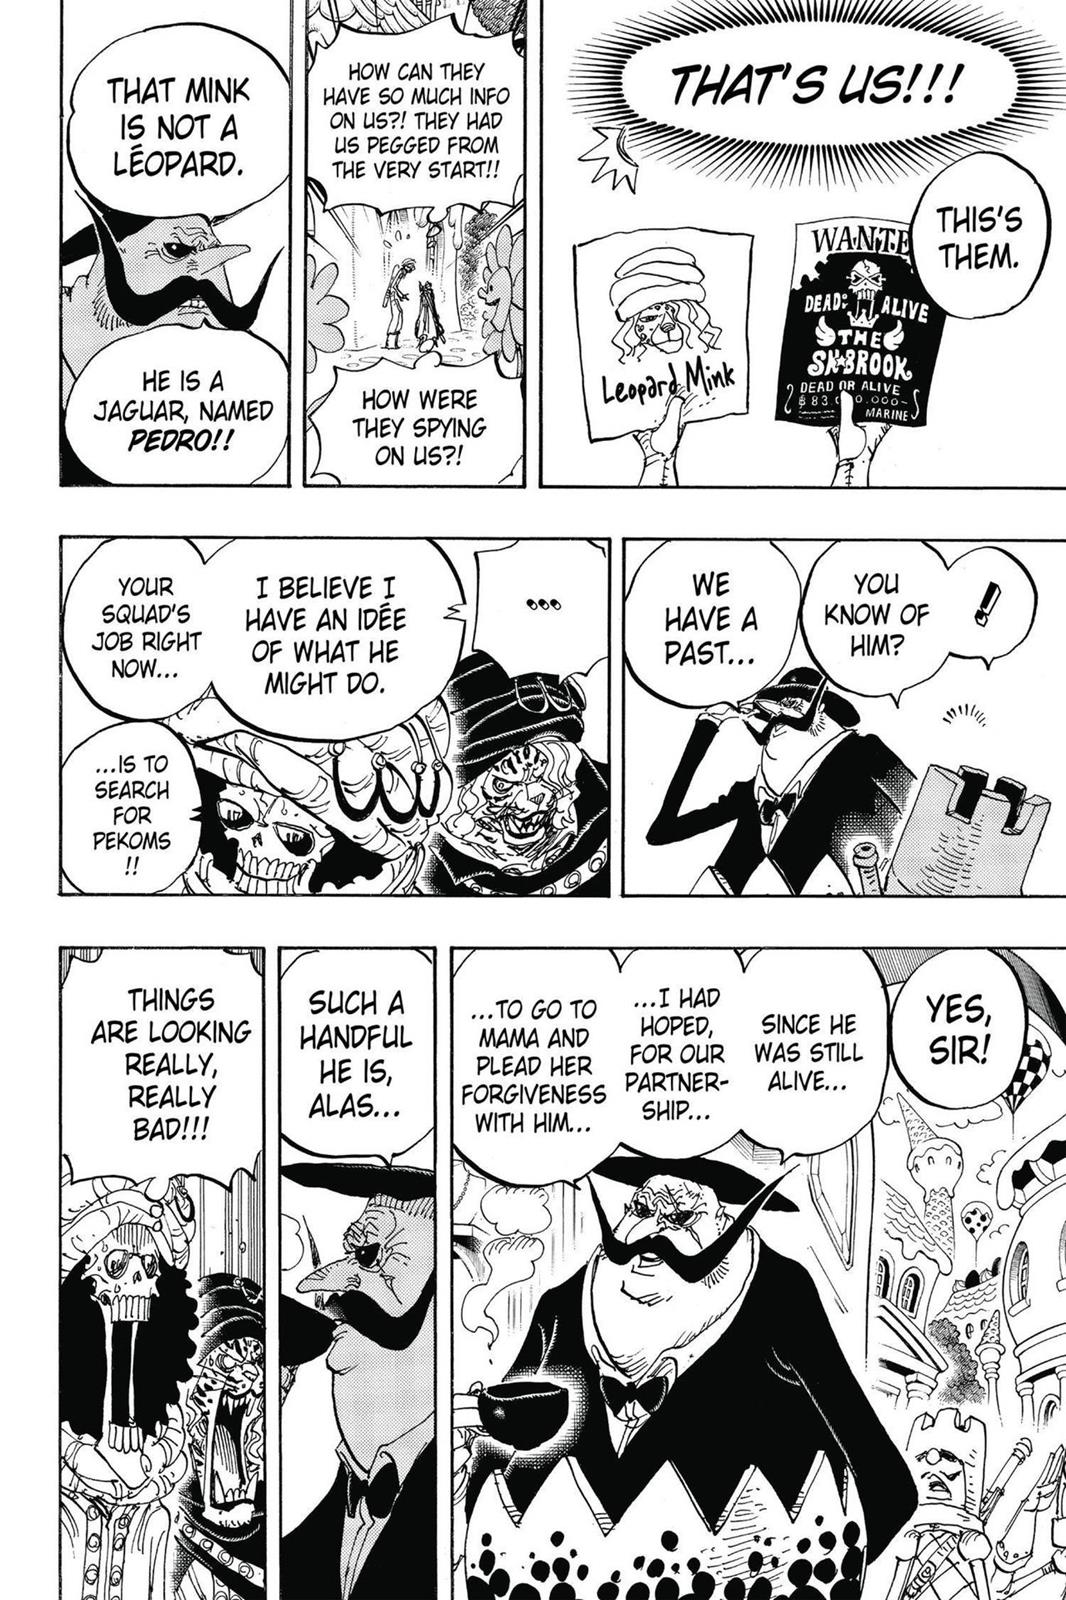 THAT'S US!!!
THIS'S
THEM.
WANTE
DEAD OR ALIVE
THE
DEAD OR ALIVE
MARINE
Leopard Mink
HOW CAN THEY
HAVE SO MUCH INFO
ON US?! THEY HAD
US PEGGED FROM
THE VERY START!!
HOW WERE
THEY SPYING
ON US?!
THAT MINK
IS NOT A
LÉOPARD.
HE IS A
JAGUAR, NAMED
PEDRO!!
!
YOU
KNOW OF
HIM?
WE
HAVE A
PAST...
...
I BELIEVE I
HAVE AN IDÉE
OF WHAT HE
MIGHT DO.
YOUR
SQUAD'S
JOB RIGHT
NOW...
...IS TO
SEARCH
FOR
PEKOMS
!!
YES,
SIR!
SINCE HE
WAS STILL
ALIVE...
...I HAD
HOPED,
FOR OUR
PARTNER-
SHIP...
...TO GO TO
MAMA AND
PLEAD HER
FORGIVENESS
WITH HIM...
SUCH A
HANDFUL
HE IS,
ALAS...
THINGS
ARE LOOKING
REALLY,
REALLY
BAD!!!